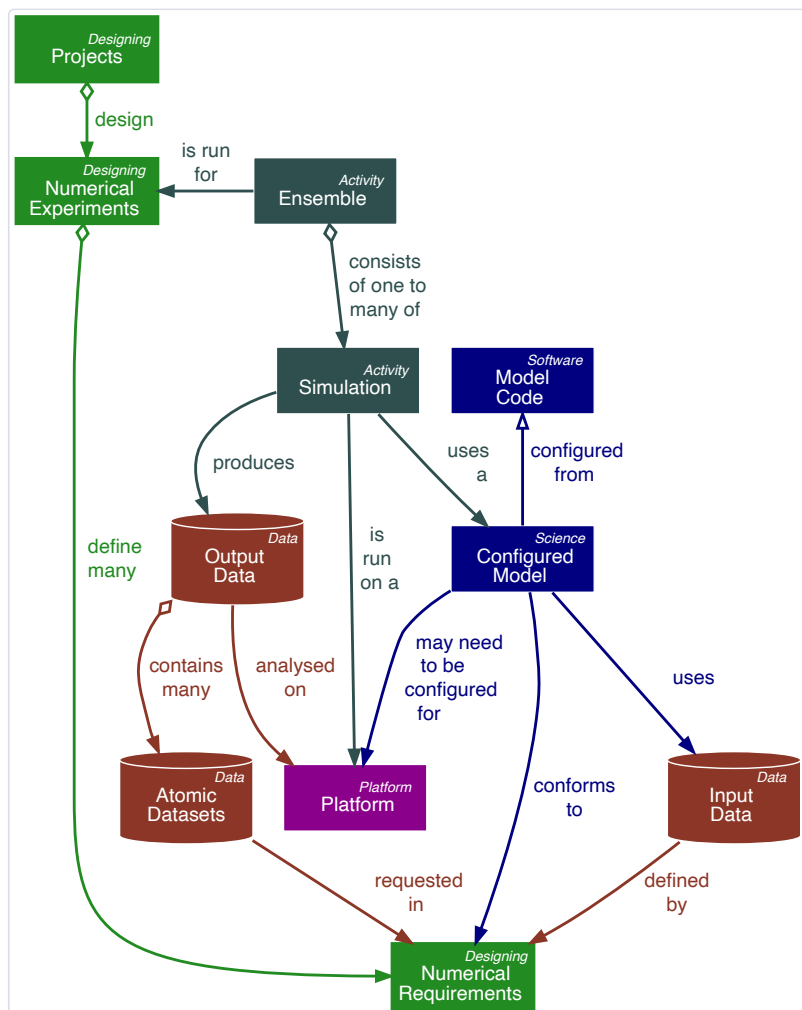 Designing
Projects
design
Designing
Numerical
Experiments
is run
for
Activity
Ensemble
consists
of one to
many of
Activity
Simulation
Software
Model
Code
produces
uses
a
configured
from
define
many
Data
Output
Data
is
run
on a
Science
Configured
Model
contains
many
analysed
on
may need
to be
configured
for
uses
Data
Atomic
Datasets
Platform
Platform
conforms
to
Data
Input
Data
requested
in
defined
by
Designing
Numerical
Requirements